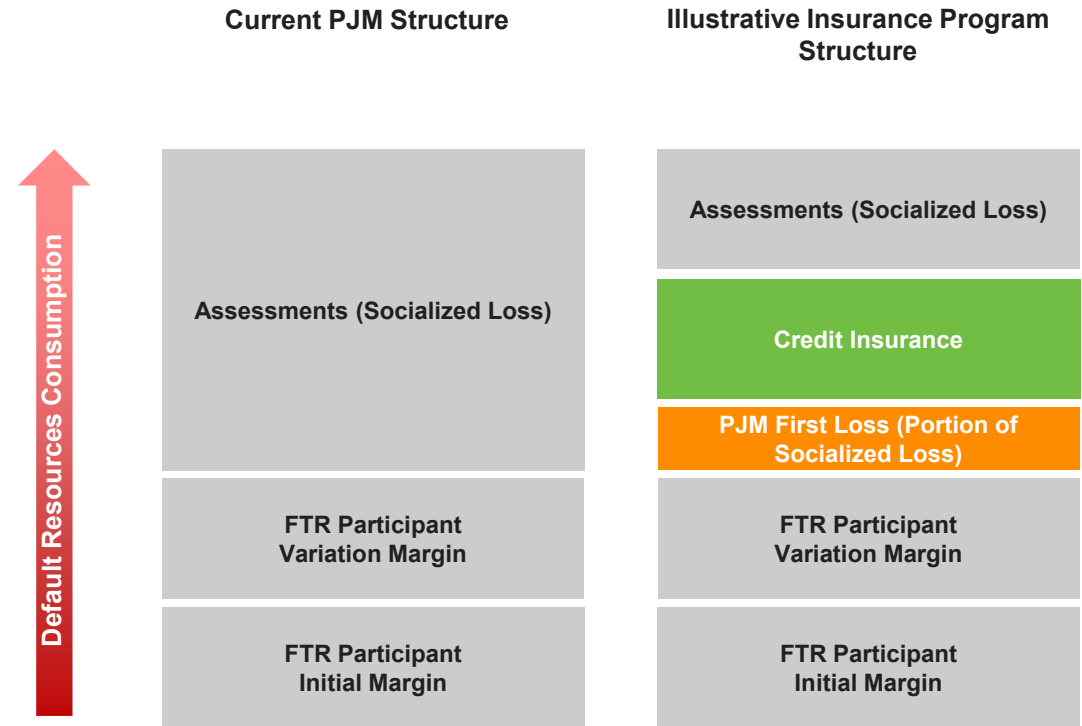 Current PJM Structure
Illustrative Insurance Program
Structure
Default Resources Consumption
Assessments (Socialized Loss)
FTR Participant
Variation Margin
FTR Participant
Initial Margin
Assessments (Socialized Loss)
Credit Insurance
PJM First Loss (Portion of
Socialized Loss)
FTR Participant
Variation Margin
FTR Participant
Initial Margin